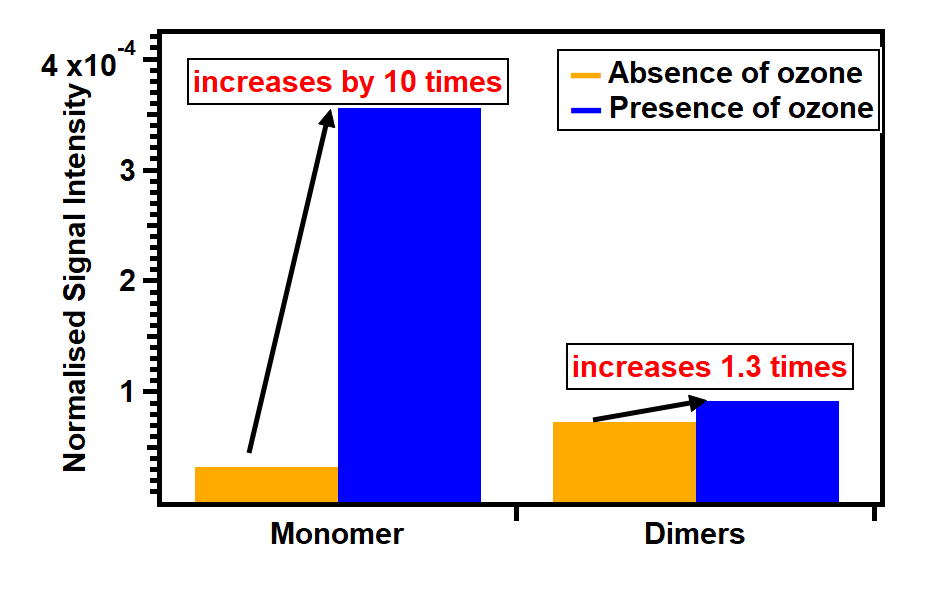 4 x10-4
3
2
1
Normalised Signal Intensity
increases by 10 times
Absence of ozone
Presence of ozone
increases 1.3 times
Monomer
Dimers